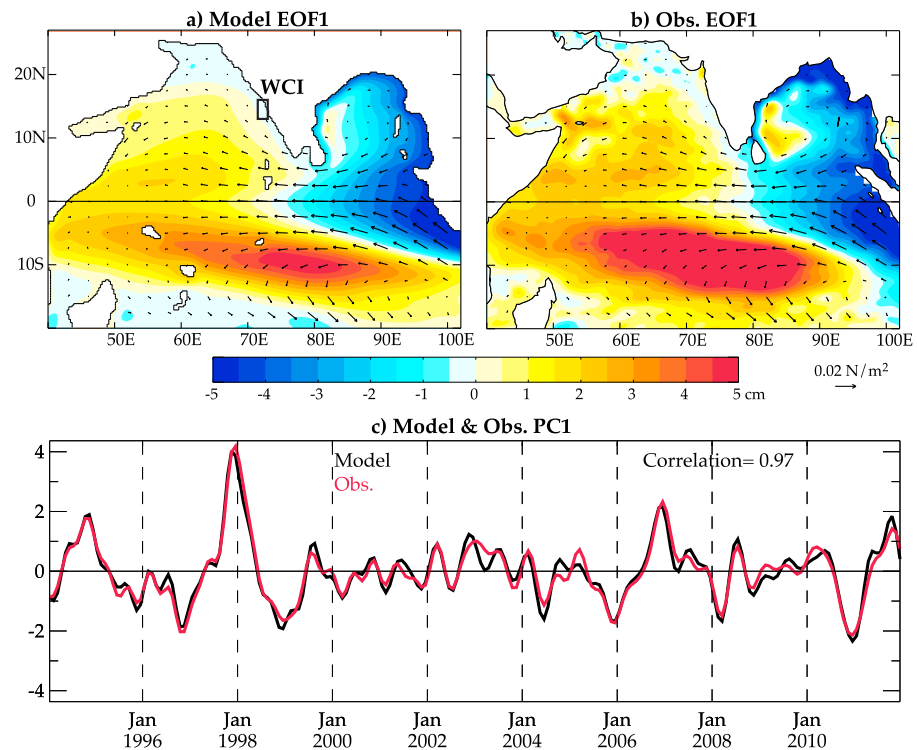 a) Model EOF1
b) Obs. EOF1
WCI
20N
10N
0
10S
50E 60E 70E 80E 90E 100E
50E 60E 70E 80E 90E 100E
-5 -4 -3 -2 -1 0 1 2 3 4 5 cm
0.02 N/m²
c) Model & Obs. PC1
Model
Obs.
Correlation= 0.97
4
2
0
-2
-4
Jan 1996
Jan 1998
Jan 2000
Jan 2002
Jan 2004
Jan 2006
Jan 2008
Jan 2010